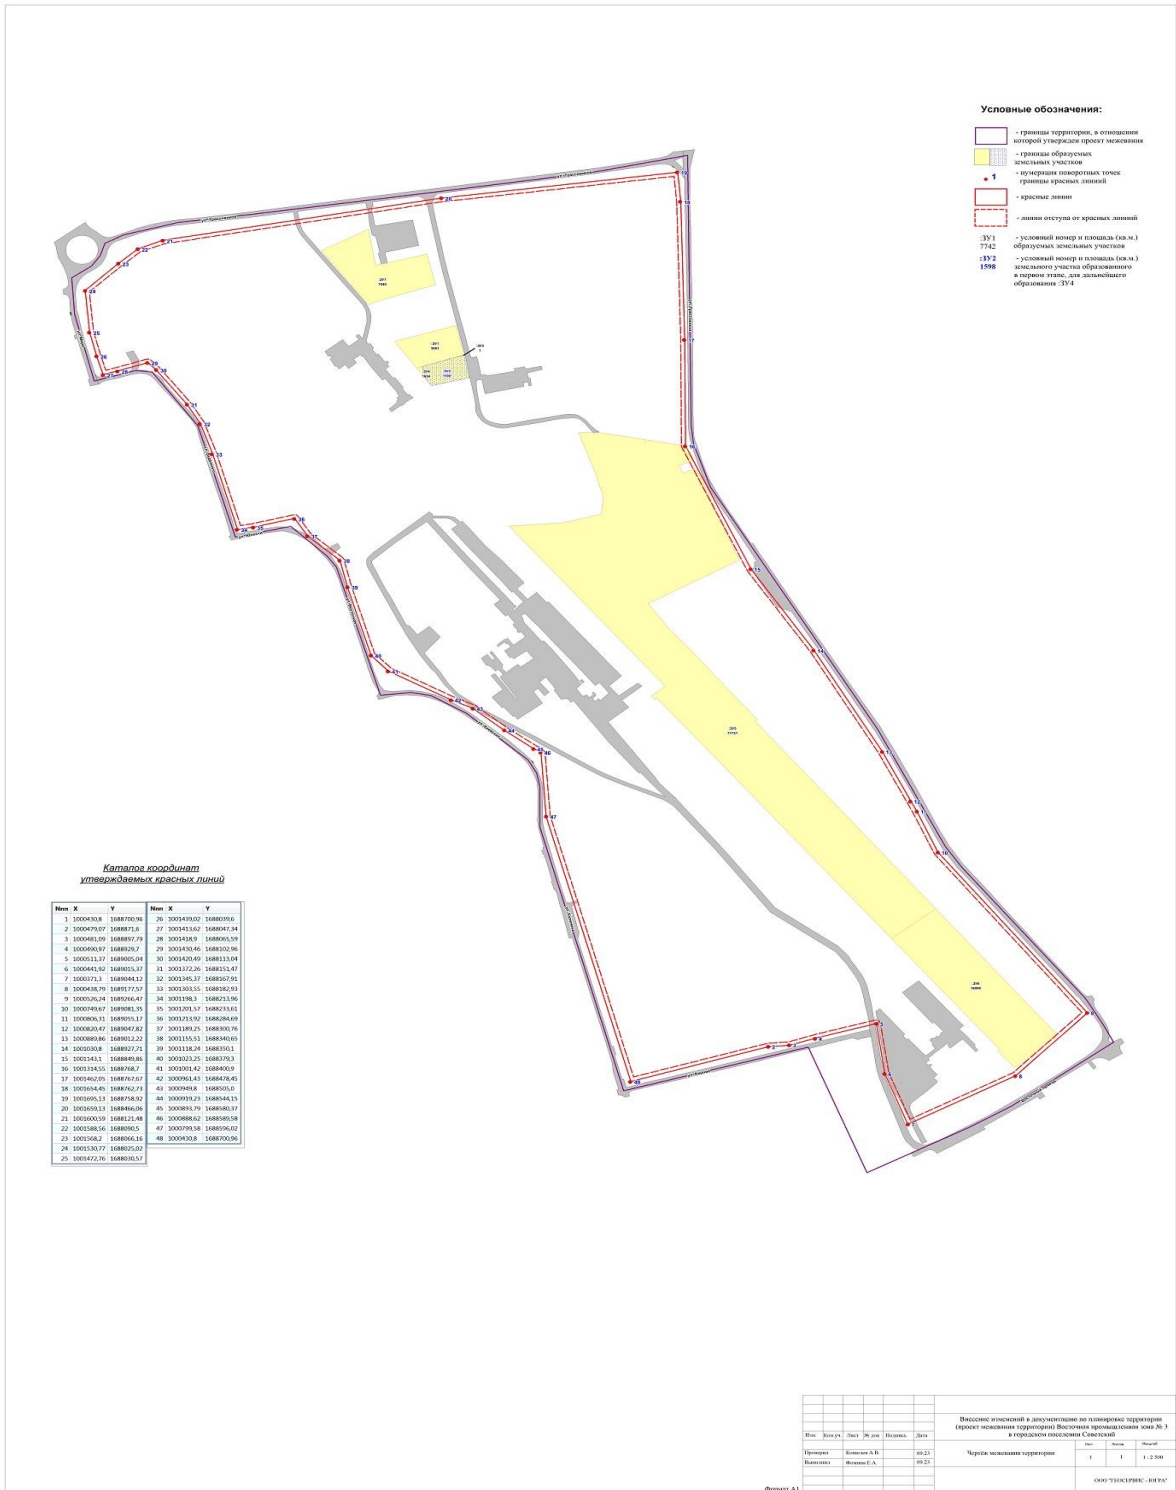 Условные обозначения:
- границы территории, в отношении
которой утвержден проект межевания
- границы образуемых
земельных участков
1 - нумерация поворотных точек
границы красных линий
- красные линии
- линии отступа от красных линий
:ЗУ1 - условный номер и площадь (кв.м.)
7742 образуемых земельных участков
:ЗУ2 - условный номер и площадь (кв.м.)
1598 земельного участка образованного
в первом этапе, для дальнейшего
образования :ЗУ4
Каталог координат
утверждаемых красных линий
Nпп X Y Nпп X Y
1 1000430,8 1688700,96 26 1001439,02 1688039,6
2 1000479,07 1688871,6 27 1001413,62 1688047,34
3 1000481,09 1688897,79 28 1001418,9 1688065,59
4 1000490,97 1688929,7 29 1001430,46 1688102,96
5 1000511,37 1689005,04 30 1001420,49 1688113,04
6 1000441,92 1689015,37 31 1001372,26 1688151,47
7 1000371,3 1689044,12 32 1001345,37 1688167,91
8 1000438,79 1689177,57 33 1001303,55 1688182,93
9 1000526,24 1689266,47 34 1001198,3 1688213,96
10 1000749,67 1689081,35 35 1001201,57 1688233,61
11 1000806,31 1689055,17 36 1001213,92 1688284,69
12 1000820,47 1689047,82 37 1001189,25 1688300,76
13 1000889,86 1689012,22 38 1001155,51 1688340,65
14 1001030,8 1688927,71 39 1001118,24 1688350,1
15 1001143,1 1688849,86 40 1001023,25 1688379,3
16 1001314,55 1688768,7 41 1001001,42 1688400,9
17 1001462,05 1688767,67 42 1000961,43 1688478,45
18 1001654,45 1688762,73 43 1000949,8 1688505,0
19 1001695,13 1688758,92 44 1000919,23 1688544,15
20 1001659,13 1688466,06 45 1000893,79 1688580,37
21 1001600,59 1688121,48 46 1000888,62 1688589,58
22 1001588,56 1688090,5 47 1000799,58 1688596,02
23 1001568,2 1688066,16 48 1000430,8 1688700,96
24 1001530,77 1688025,02
25 1001472,76 1688030,57
Внесение изменений в документацию по планировке территории
(проект межевания территории) Восточная промышленная зона № 3
в городском поселении Советский
Изм. Кол.уч. Лист № док Подпись Дата
Проверил 09.23
Выполнил Фомина Е.А. 09.23
Чертёж межевания территории
Лист Листов Масштаб
1 1 1 : 2 500
ООО "ГЕОСЕРВИС - ЮГРА"
Формат А1